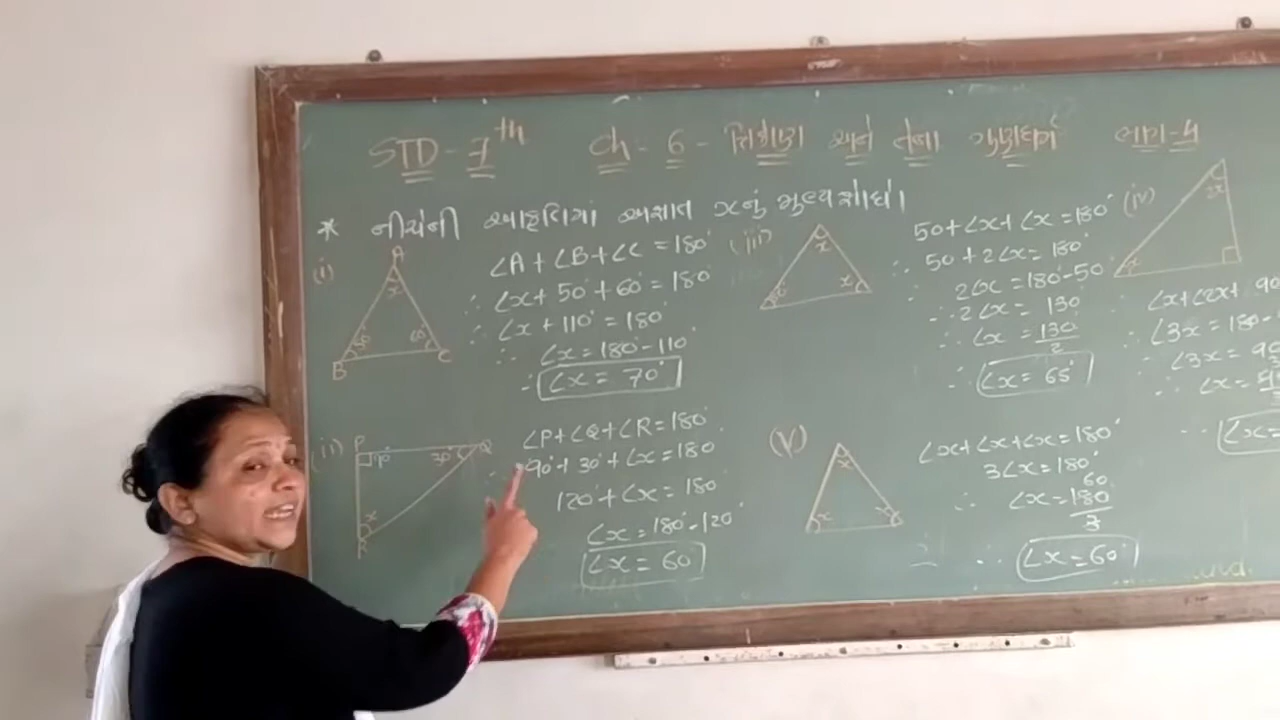 STD - 7th Ch - 6 - ત્રિકોણ અને તેના ગુણધર્મ ભાગ-4
* નીચેની આકૃતિમાં અજ્ઞાત xનું મૂલ્ય શોધો।
(i)
A
x
50°
60°
B
C
∠A + ∠B + ∠C = 180°
∴ ∠x + 50° + 60° = 180
∴ ∠x + 110° = 180°
∴ ∠x = 180° - 110°
∴ ∠x = 70°
(ii)
P
90°
30°
Q
x
R
∠P + ∠Q + ∠R = 180°
∴ 90° + 30° + ∠x = 180
120° + ∠x = 180
∠x = 180° - 120°
∠x = 60
(iii)
x
x
50+∠x+∠x = 180°
∴ 50 + 2∠x = 180°
∴ 2∠x = 180-50
∴ 2∠x = 130
∴ ∠x = 130/2
∴ ∠x = 65°
(iv)
2x
x
∠x+∠2x+ 90
∴ ∠3x = 180-
∴ ∠3x = 90
∴ ∠x =
∴ ∠x =
(V)
x
x
x
∠x+∠x+∠x = 180°
3∠x = 180°
60
∴ ∠x = 180/3
∴ ∠x = 60°